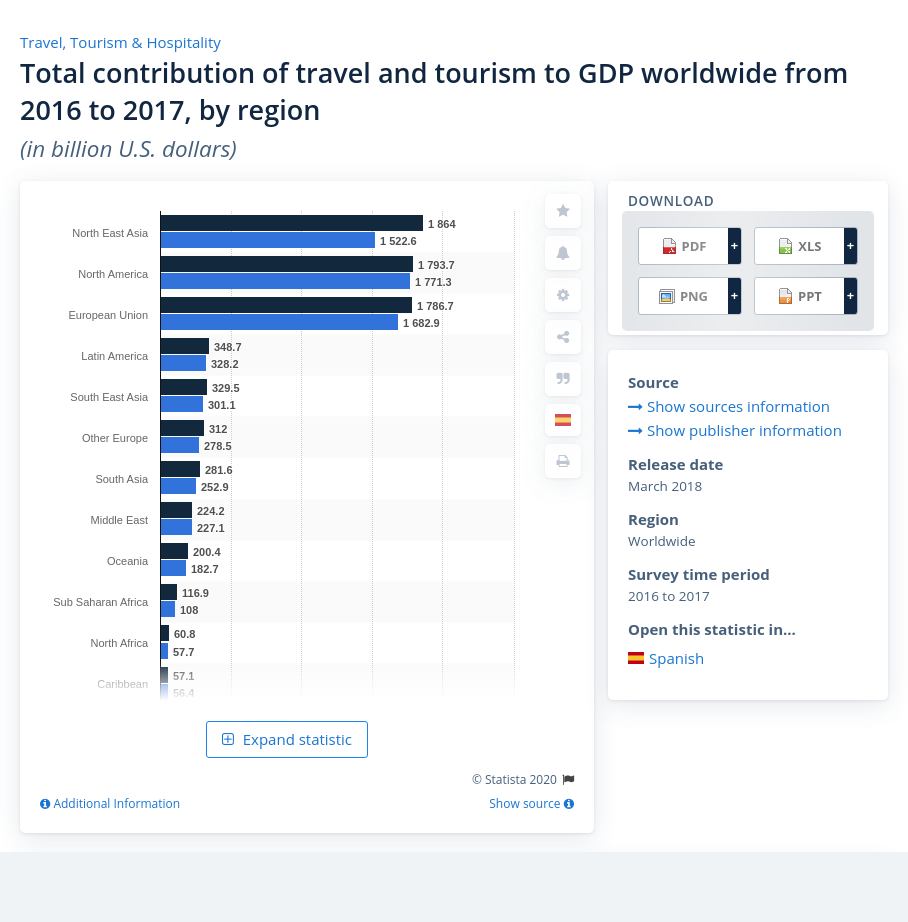 Travel, Tourism & Hospitality
Total contribution of travel and tourism to GDP worldwide from
2016 to 2017, by region
(in billion U.S. dollars)
North East Asia
1 864
1 522.6
North America
1 793.7
1 771.3
European Union
1 786.7
1 682.9
Latin America
348.7
328.2
South East Asia
329.5
301.1
Other Europe
312
278.5
South Asia
281.6
252.9
Middle East
224.2
227.1
Oceania
200.4
182.7
Sub Saharan Africa
116.9
108
North Africa
60.8
57.7
Caribbean
57.1
56.4
+ Expand statistic
© Statista 2020
Additional Information
Show source
DOWNLOAD
PDF +
XLS +
PNG +
PPT +
Source
Show sources information
Show publisher information
Release date
March 2018
Region
Worldwide
Survey time period
2016 to 2017
Open this statistic in...
Spanish